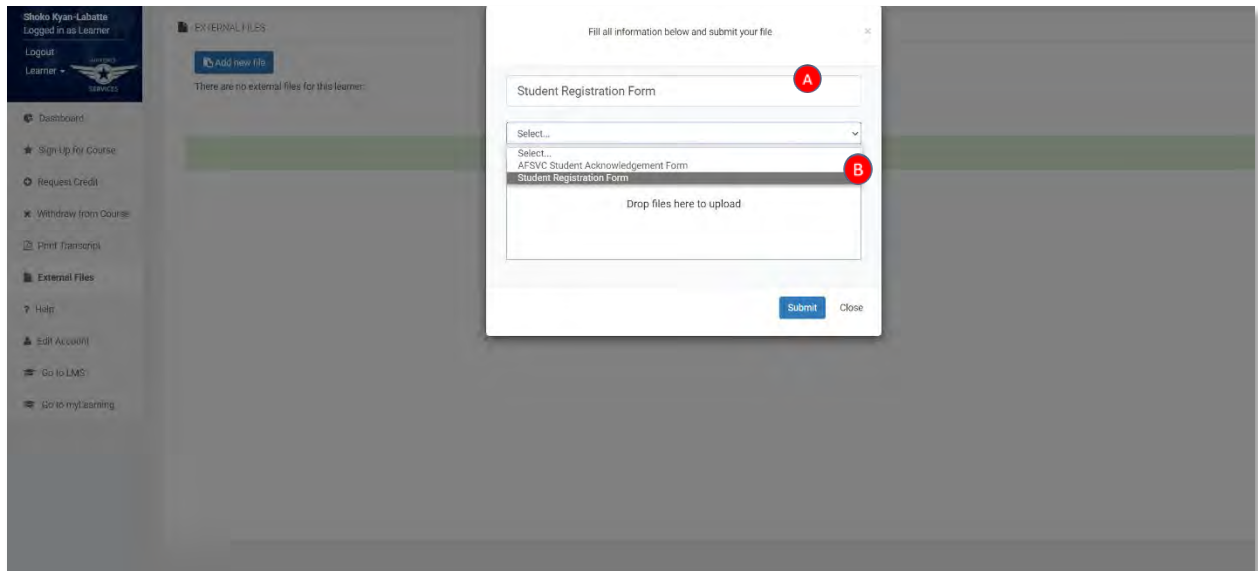 Shoko Kyan-Labatte
Logged in as Learner
Logout
Learner
SERVICES
Dashboard
Sign Up for Course
Request Credit
Withdraw from Course
Print Transcript
External Files
? Help
Edit Account
Go to LMS
Go to myLearning
EXTERNAL FILES
Add new file
There are no external files for this learner.
Fill all information below and submit your file
×
A
Student Registration Form
Select...
Select...
AFSVC Student Acknowledgement Form
Student Registration Form
B
Drop files here to upload
Submit Close